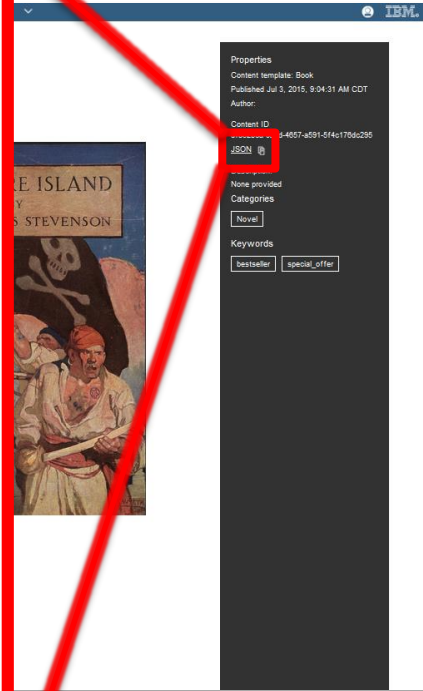 IBM.
Properties
Content template: Book
Published Jul 3, 2015, 9:04:31 AM CDT
Author:
Content ID
-4657-a591-5f4c176dc295
JSON
None provided
Categories
Novel
Keywords
bestseller special_offer
RE ISLAND
Y
S STEVENSON